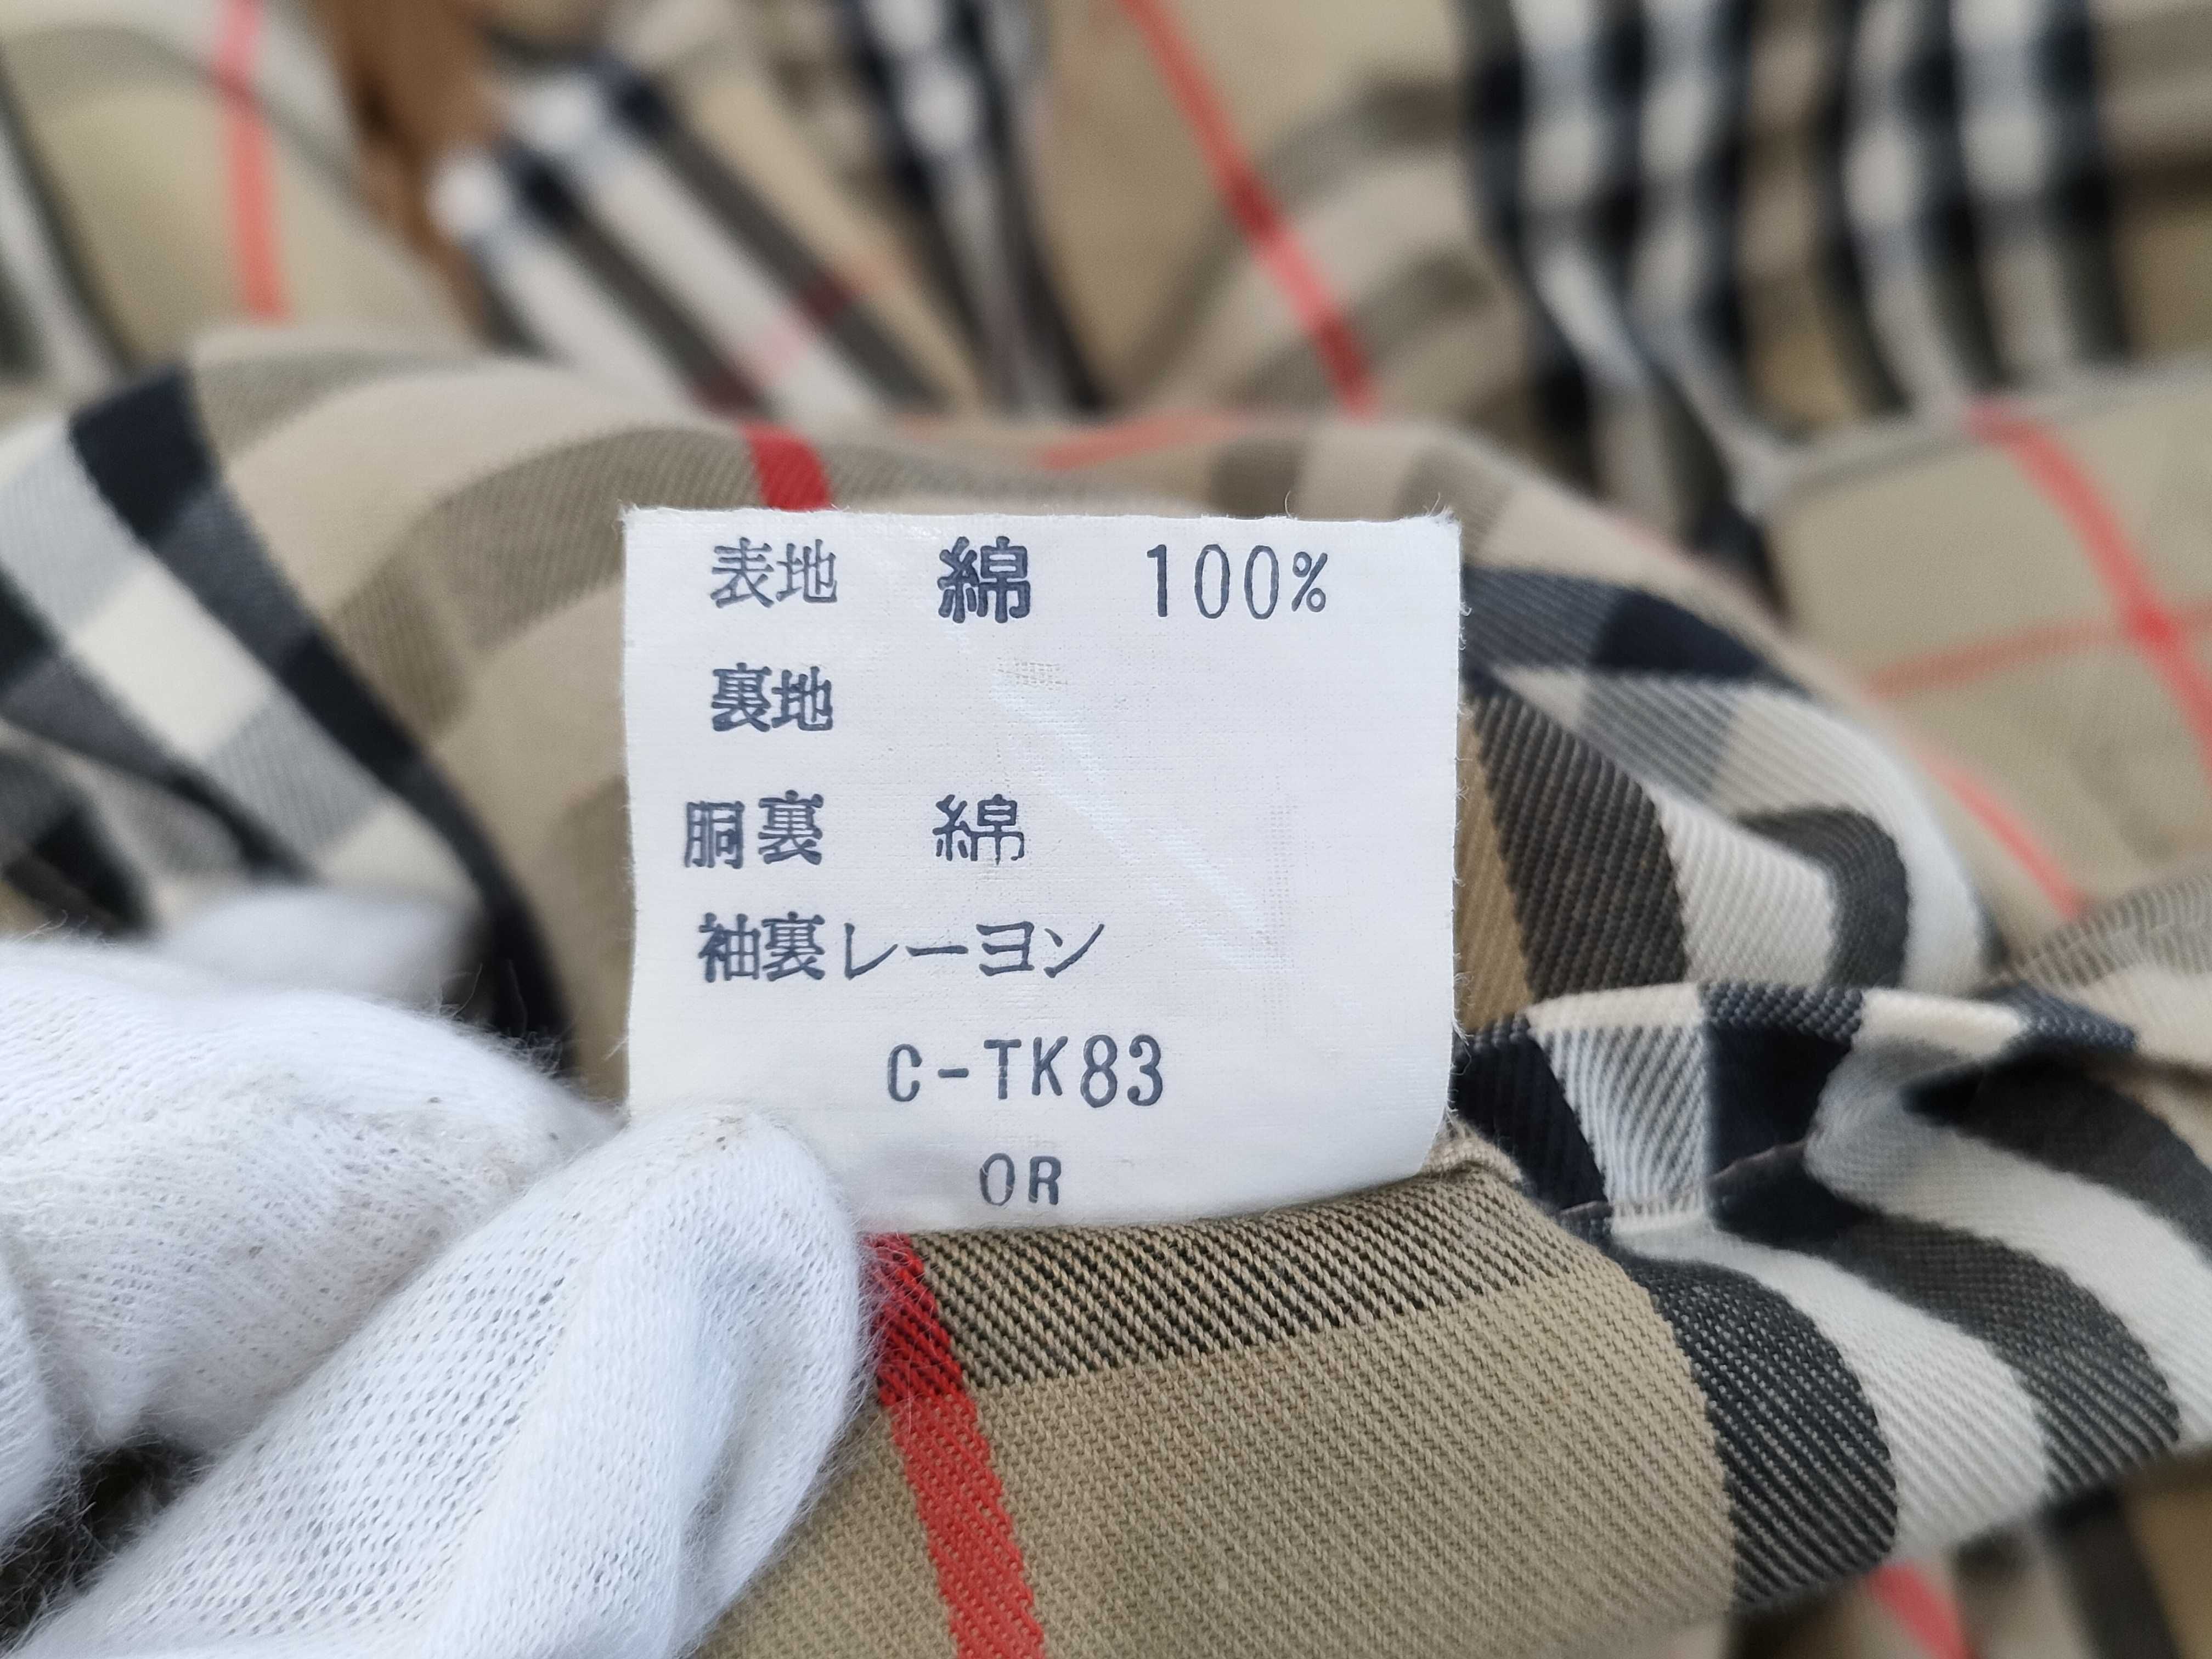 表地 綿 100%
裏地
胴裏 綿
袖裏レーヨン
C-TK83
OR